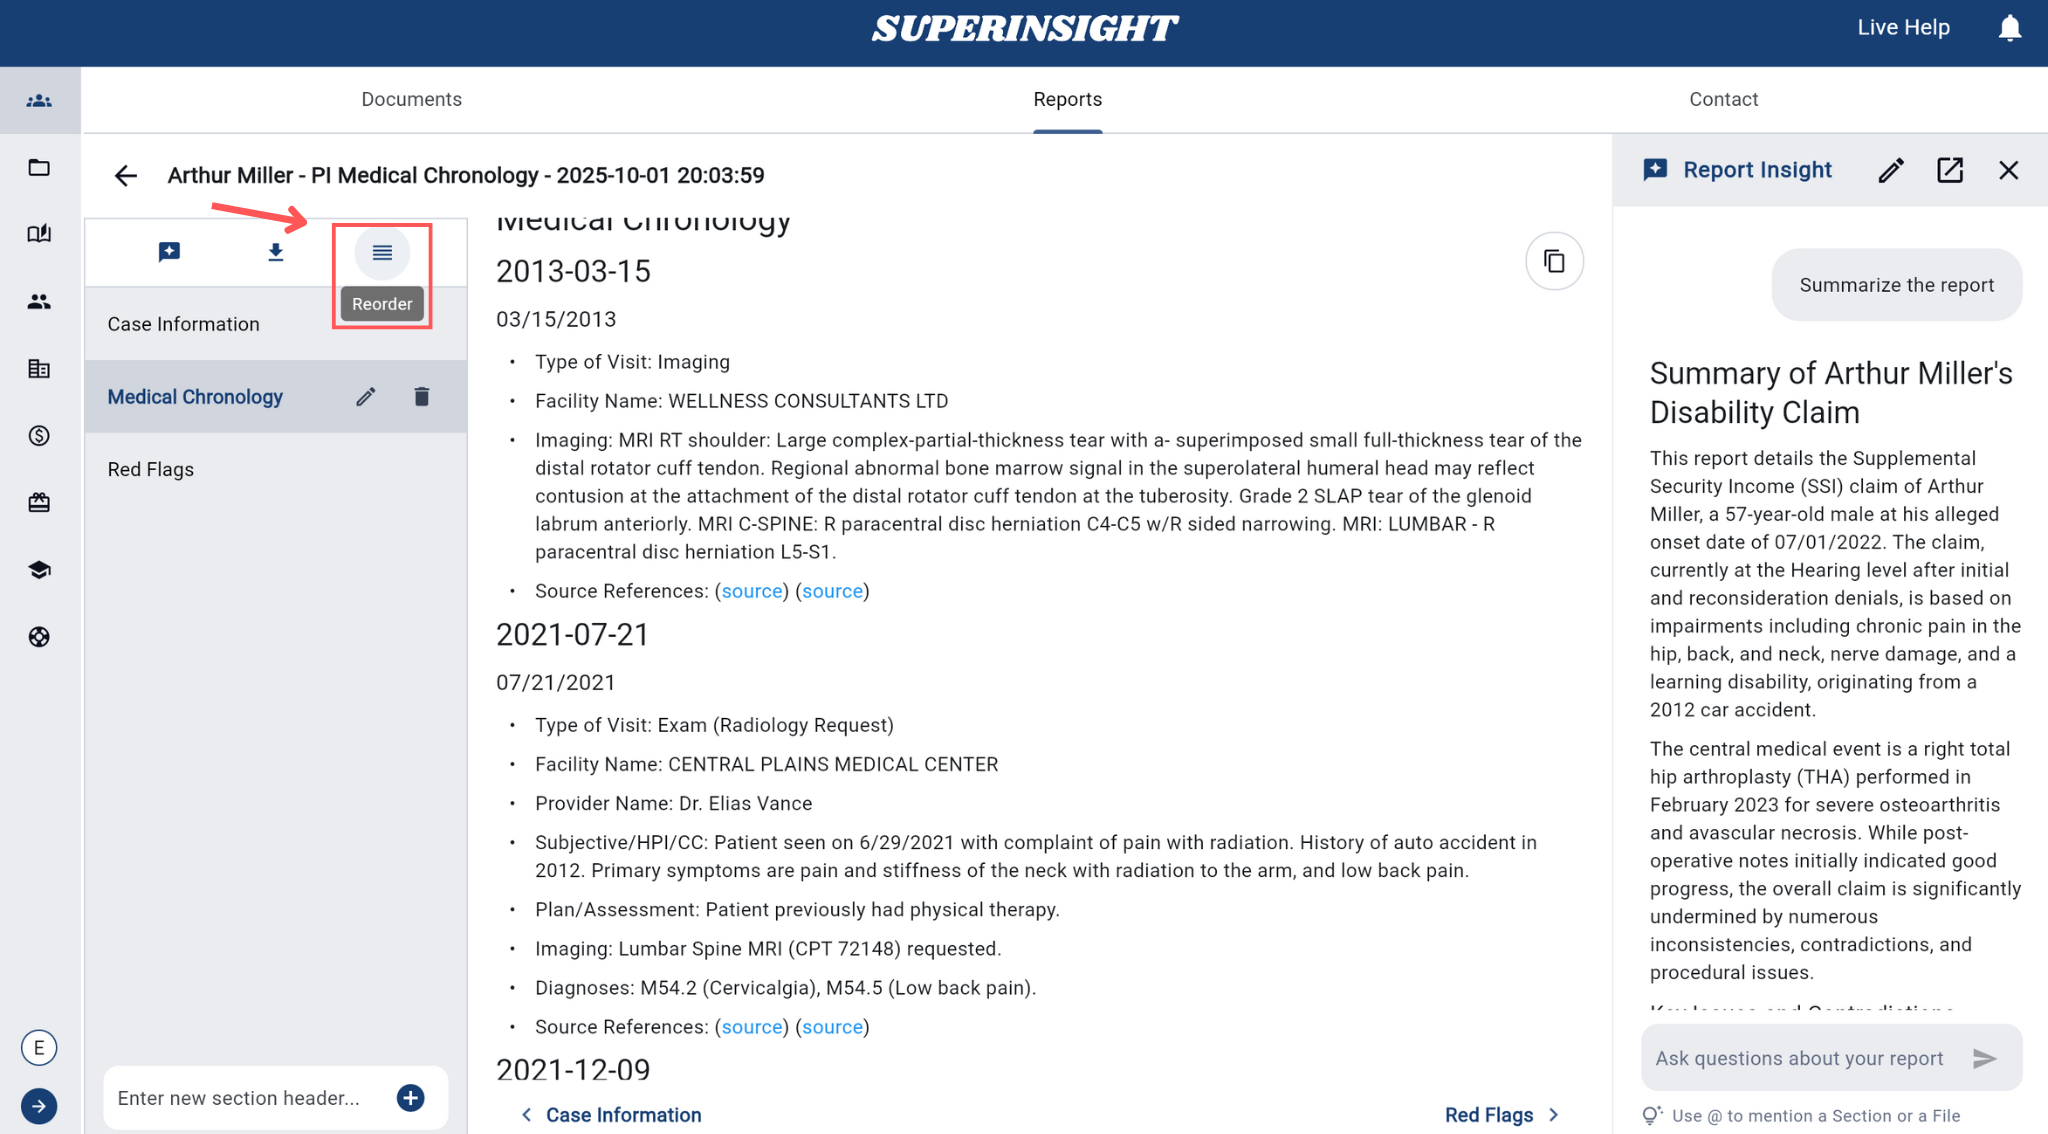 SUPERINSIGHT
Live Help
Documents
Reports
Contact
Arthur Miller - PI Medical Chronology - 2025-10-01 20:03:59
Reorder
Case Information
Medical Chronology
Red Flags
Enter new section header...
E
Medical Chronology
2013-03-15
03/15/2013
• Type of Visit: Imaging
• Facility Name: WELLNESS CONSULTANTS LTD
• Imaging: MRI RT shoulder: Large complex-partial-thickness tear with a- superimposed small full-thickness tear of the
distal rotator cuff tendon. Regional abnormal bone marrow signal in the superolateral humeral head may reflect
contusion at the attachment of the distal rotator cuff tendon at the tuberosity. Grade 2 SLAP tear of the glenoid
labrum anteriorly. MRI C-SPINE: R paracentral disc herniation C4-C5 w/R sided narrowing. MRI: LUMBAR - R
paracentral disc herniation L5-S1.
• Source References: (source) (source)
2021-07-21
07/21/2021
• Type of Visit: Exam (Radiology Request)
• Facility Name: CENTRAL PLAINS MEDICAL CENTER
• Provider Name: Dr. Elias Vance
• Subjective/HPI/CC: Patient seen on 6/29/2021 with complaint of pain with radiation. History of auto accident in
2012. Primary symptoms are pain and stiffness of the neck with radiation to the arm, and low back pain.
• Plan/Assessment: Patient previously had physical therapy.
• Imaging: Lumbar Spine MRI (CPT 72148) requested.
• Diagnoses: M54.2 (Cervicalgia), M54.5 (Low back pain).
• Source References: (source) (source)
2021-12-09
Case Information
Red Flags
Report Insight
Summarize the report
Summary of Arthur Miller's
Disability Claim
This report details the Supplemental
Security Income (SSI) claim of Arthur
Miller, a 57-year-old male at his alleged
onset date of 07/01/2022. The claim,
currently at the Hearing level after initial
and reconsideration denials, is based on
impairments including chronic pain in the
hip, back, and neck, nerve damage, and a
learning disability, originating from a
2012 car accident.
The central medical event is a right total
hip arthroplasty (THA) performed in
February 2023 for severe osteoarthritis
and avascular necrosis. While post-
operative notes initially indicated good
progress, the overall claim is significantly
undermined by numerous
inconsistencies, contradictions, and
procedural issues.
Key Issues and Contradictions
Ask questions about your report
Use @ to mention a Section or a File